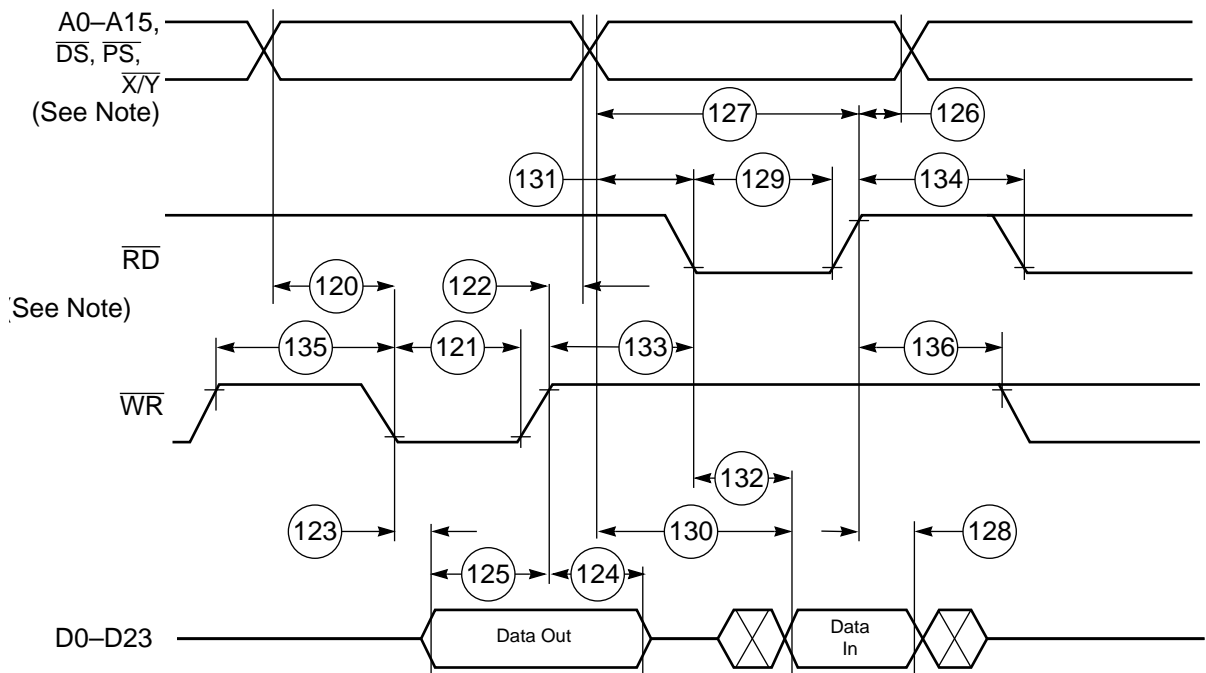 A0–A15,
DS, PS,
X/Y
(See Note)
127
126
131
129
134
RD
120
122
(See Note)
135
121
133
136
WR
132
123
130
128
125
124
D0–D23
Data Out
Data
In